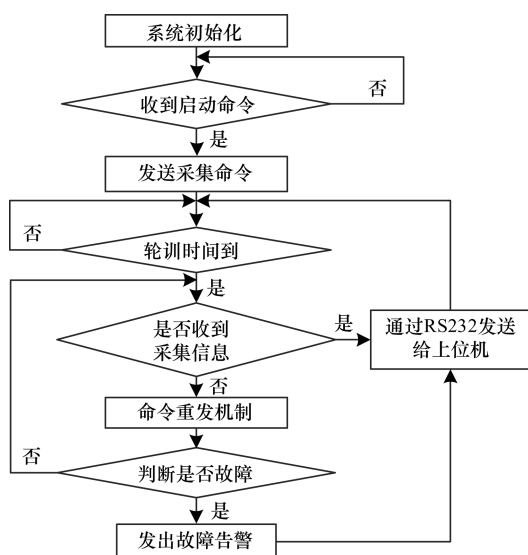 系统初始化
否
收到启动命令
是
发送采集命令
否
轮训时间到
是
是否收到
采集信息
是
通过RS232发送
给上位机
否
命令重发机制
否
判断是否故障
是
发出故障告警